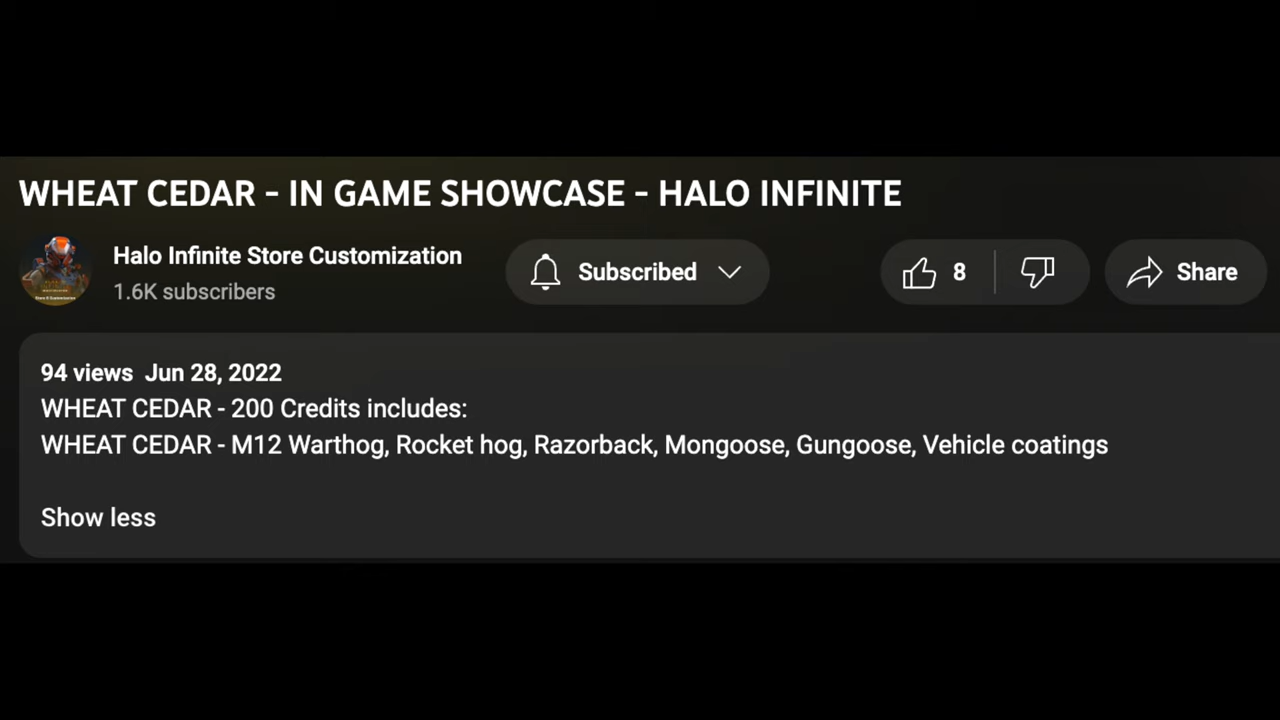 WHEAT CEDAR - IN GAME SHOWCASE - HALO INFINITE
Halo Infinite Store Customization
1.6K subscribers
Subscribed
8
Share
94 views Jun 28, 2022
WHEAT CEDAR - 200 Credits includes:
WHEAT CEDAR - M12 Warthog, Rocket hog, Razorback, Mongoose, Gungoose, Vehicle coatings
Show less